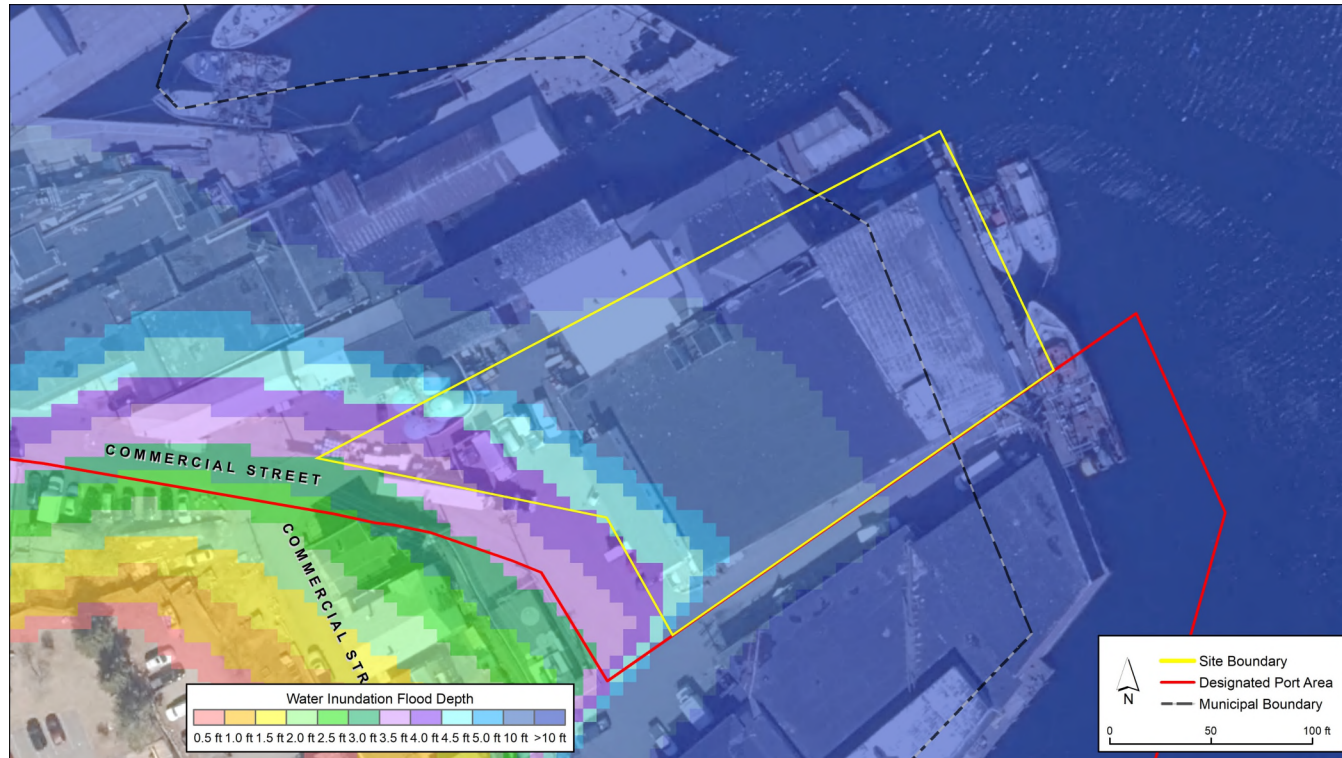 COMMERCIAL STREET
COMMERCIAL STR
Water Inundation Flood Depth
0.5 ft 1.0 ft 1.5 ft 2.0 ft 2.5 ft 3.0 ft 3.5 ft 4.0 ft 4.5 ft 5.0 ft 10 ft >10 ft
N
Site Boundary
Designated Port Area
Municipal Boundary
0 50 100 ft